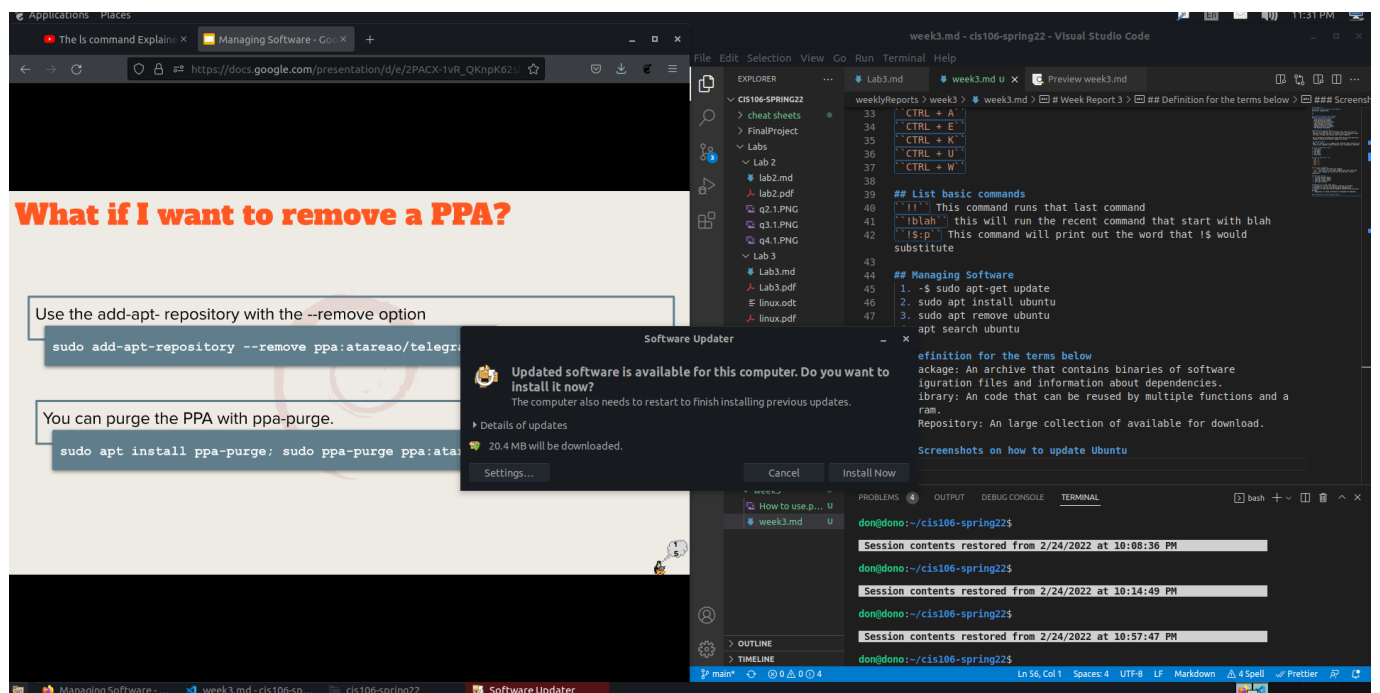 Applications Places
En 11:31 PM
The ls command Explaine × Managing Software - Goo × +
https://docs.google.com/presentation/d/e/2PACX-1vR_QKnpK62s
What if I want to remove a PPA?
Use the add-apt- repository with the --remove option
sudo add-apt-repository --remove ppa:atareao/telegra
You can purge the PPA with ppa-purge.
sudo apt install ppa-purge; sudo ppa-purge ppa:atar
1
5
Software Updater
Updated software is available for this computer. Do you want to
install it now?
The computer also needs to restart to finish installing previous updates.
Details of updates
20.4 MB will be downloaded.
Settings...
Cancel
Install Now
week3.md - cis106-spring22 - Visual Studio Code
File Edit Selection View Go Run Terminal Help
EXPLORER ...
CIS106-SPRING22
cheat sheets
FinalProject
Labs
Lab 2
lab2.md
lab2.pdf
q2.1.PNG
q3.1.PNG
q4.1.PNG
Lab 3
Lab3.md
Lab3.pdf
linux.odt
linux.pdf
week3
How to use.p... U
week3.md U
OUTLINE
TIMELINE
3
Lab3.md week3.md U × Preview week3.md
weeklyReports > week3 > week3.md > # Week Report 3 > ## Definition for the terms below > ### Screensh
33 ``CTRL + A``
34 ``CTRL + E``
35 ``CTRL + K``
36 ``CTRL + U``
37 ``CTRL + W``
38
39 ## List basic commands
40 ``!!`` This command runs that last command
41 ``!blah`` this will run the recent command that start with blah
42 ``!$:p`` This command will print out the word that !$ would
substitute
43
44 ## Managing Software
45 1. -$ sudo apt-get update
46 2. sudo apt install ubuntu
47 3. sudo apt remove ubuntu
apt search ubuntu
efinition for the terms below
ackage: An archive that contains binaries of software
iguration files and information about dependencies.
ibrary: An code that can be reused by multiple functions and a
ram.
Repository: An large collection of available for download.
Screenshots on how to update Ubuntu
PROBLEMS 4 OUTPUT DEBUG CONSOLE TERMINAL bash
don@dono:~/cis106-spring22$
Session contents restored from 2/24/2022 at 10:08:36 PM
don@dono:~/cis106-spring22$
Session contents restored from 2/24/2022 at 10:14:49 PM
don@dono:~/cis106-spring22$
Session contents restored from 2/24/2022 at 10:57:47 PM
don@dono:~/cis106-spring22$
main* 0 0 0 4 Ln 56, Col 1 Spaces: 4 UTF-8 LF Markdown 4 Spell Prettier
Managing Software - ... week3.md - cis106-sp... cis106-spring22 Software Updater